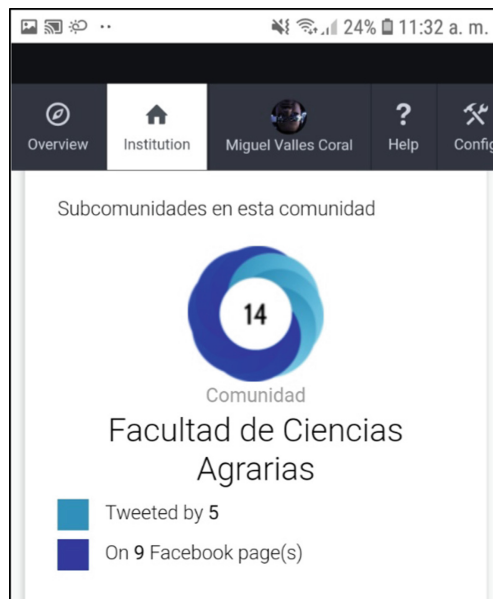 24% 11:32 a. m.
Overview Institution Miguel Valles Coral Help Config
Subcomunidades en esta comunidad
14
Comunidad
Facultad de Ciencias
Agrarias
Tweeted by 5
On 9 Facebook page(s)